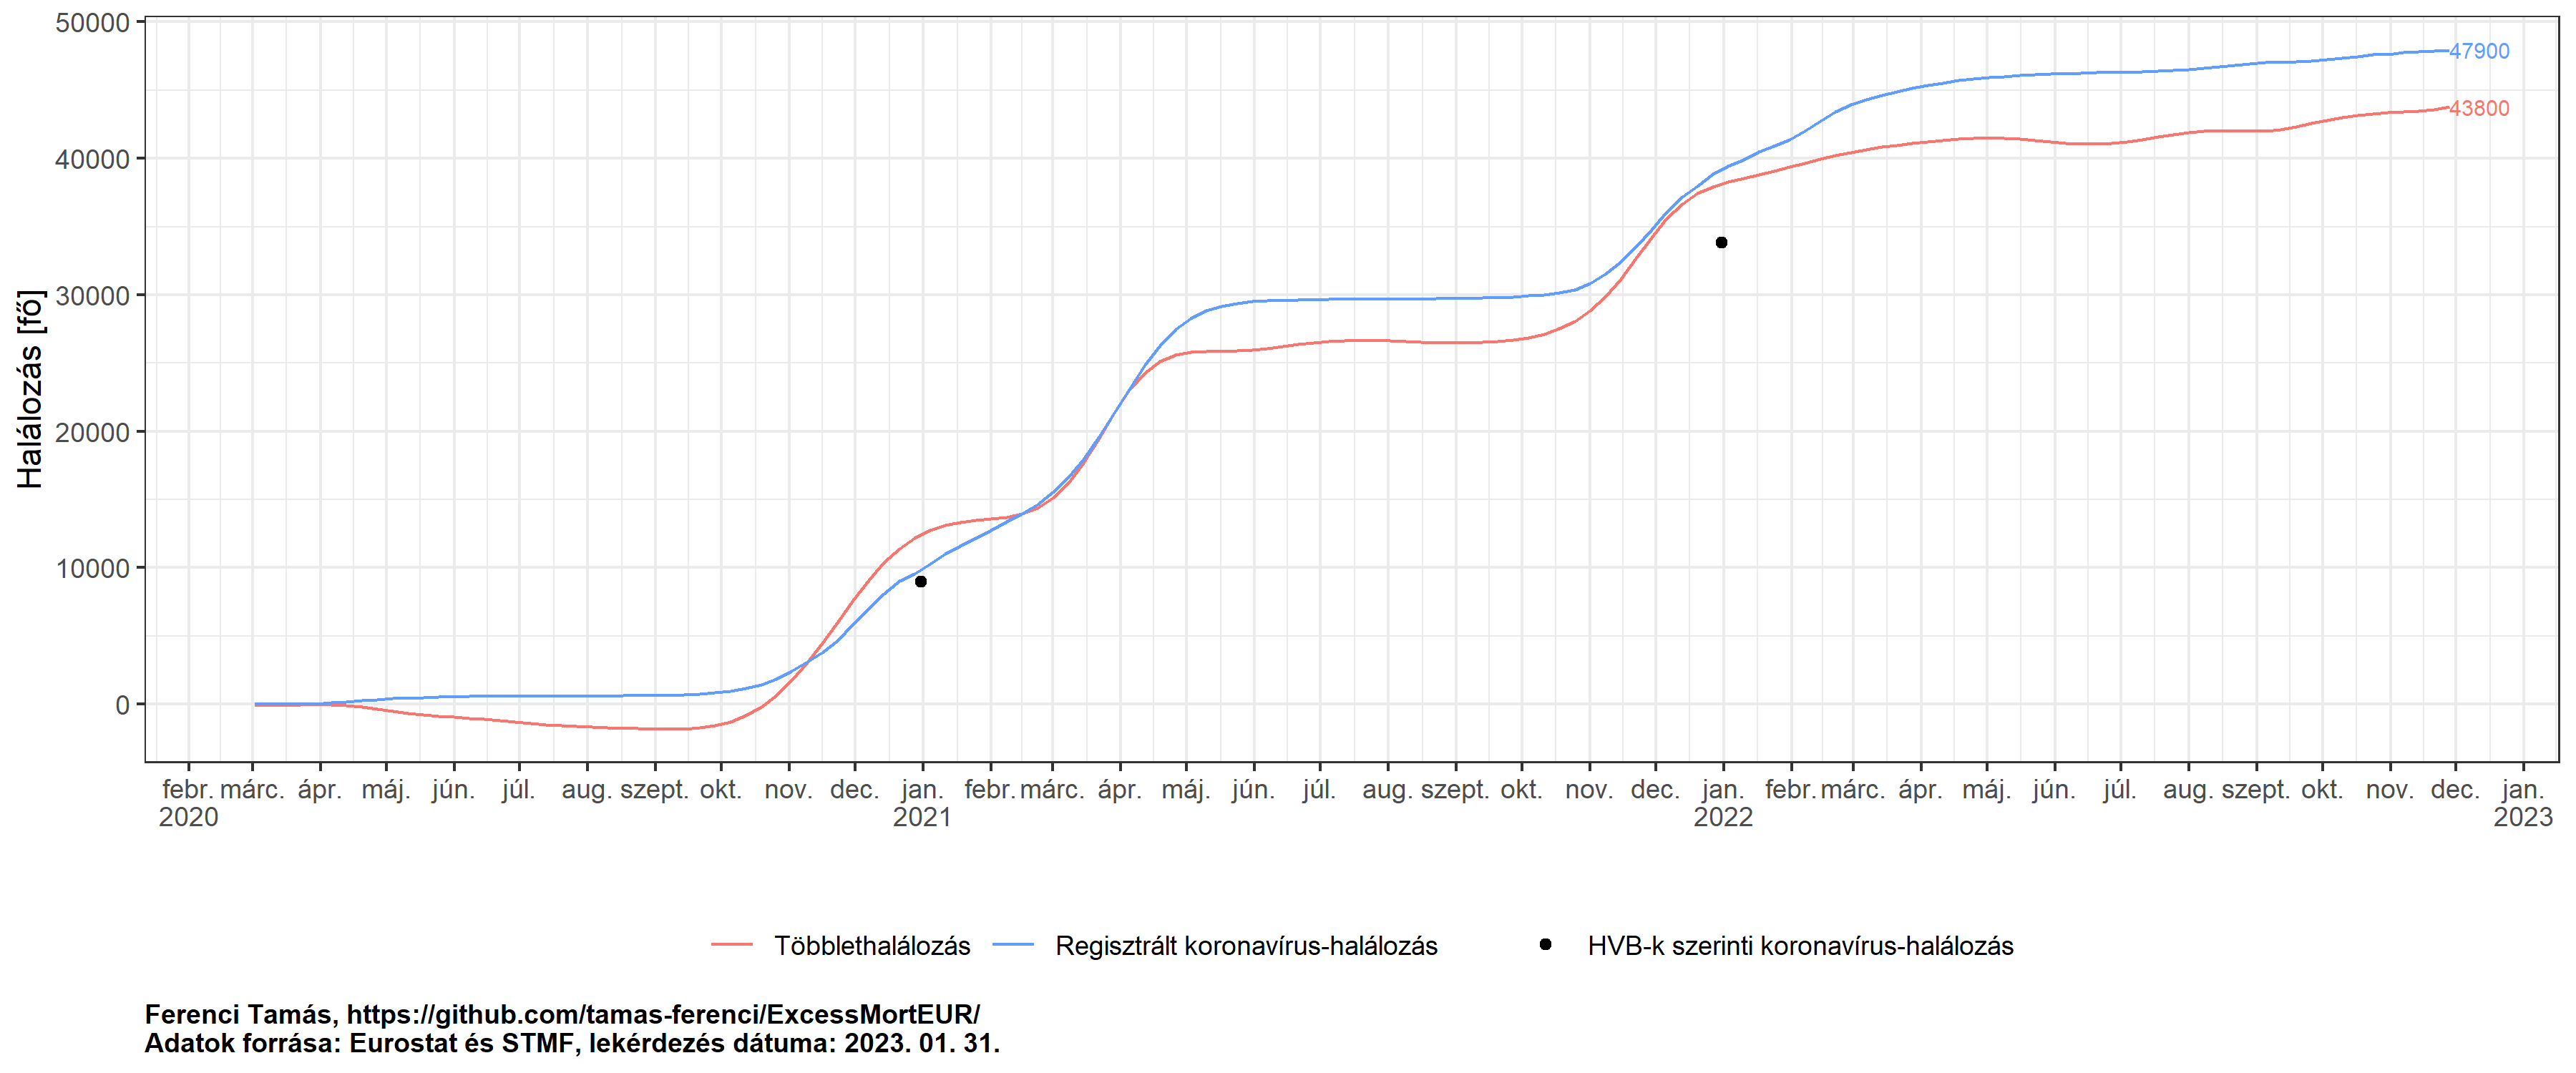 50000
40000
30000
20000
10000
0
Halálozás [fő]
47900
43800
febr. márc. ápr. máj. jún. júl. aug. szept. okt. nov. dec. jan. febr. márc. ápr. máj. jún. júl. aug. szept. okt. nov. dec. jan. febr. márc. ápr. máj. jún. júl. aug. szept. okt. nov. dec. jan.
2020 2021 2022 2023
Többlethalálozás Regisztrált koronavírus-halálozás HVB-k szerinti koronavírus-halálozás
Ferenci Tamás, https://github.com/tamas-ferenci/ExcessMortEUR/
Adatok forrása: Eurostat és STMF, lekérdezés dátuma: 2023. 01. 31.